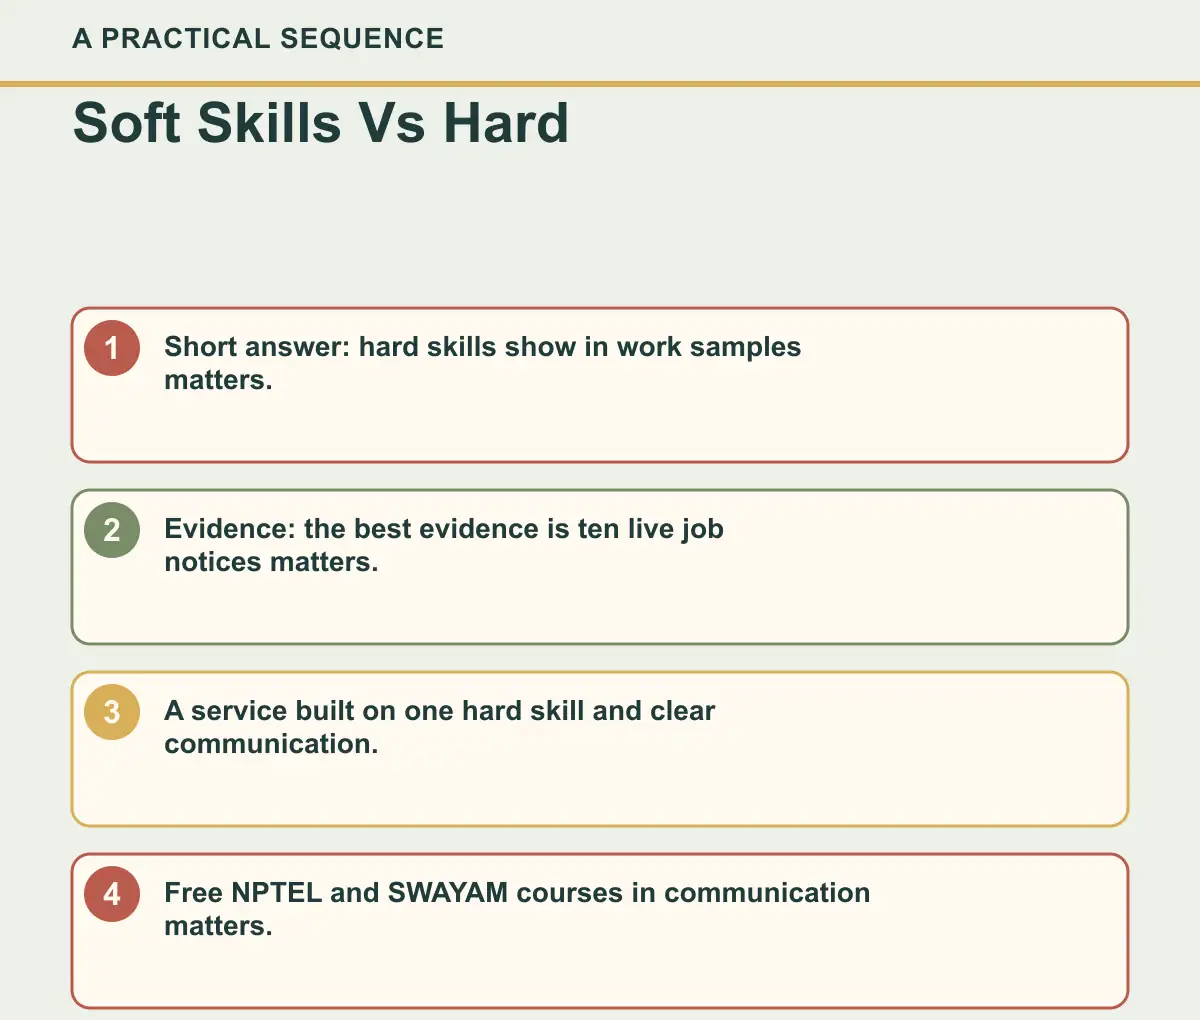 A PRACTICAL SEQUENCE
Soft Skills Vs Hard
1
Short answer: hard skills show in work samples
matters.
2
Evidence: the best evidence is ten live job
notices matters.
3
A service built on one hard skill and clear
communication.
4
Free NPTEL and SWAYAM courses in communication
matters.